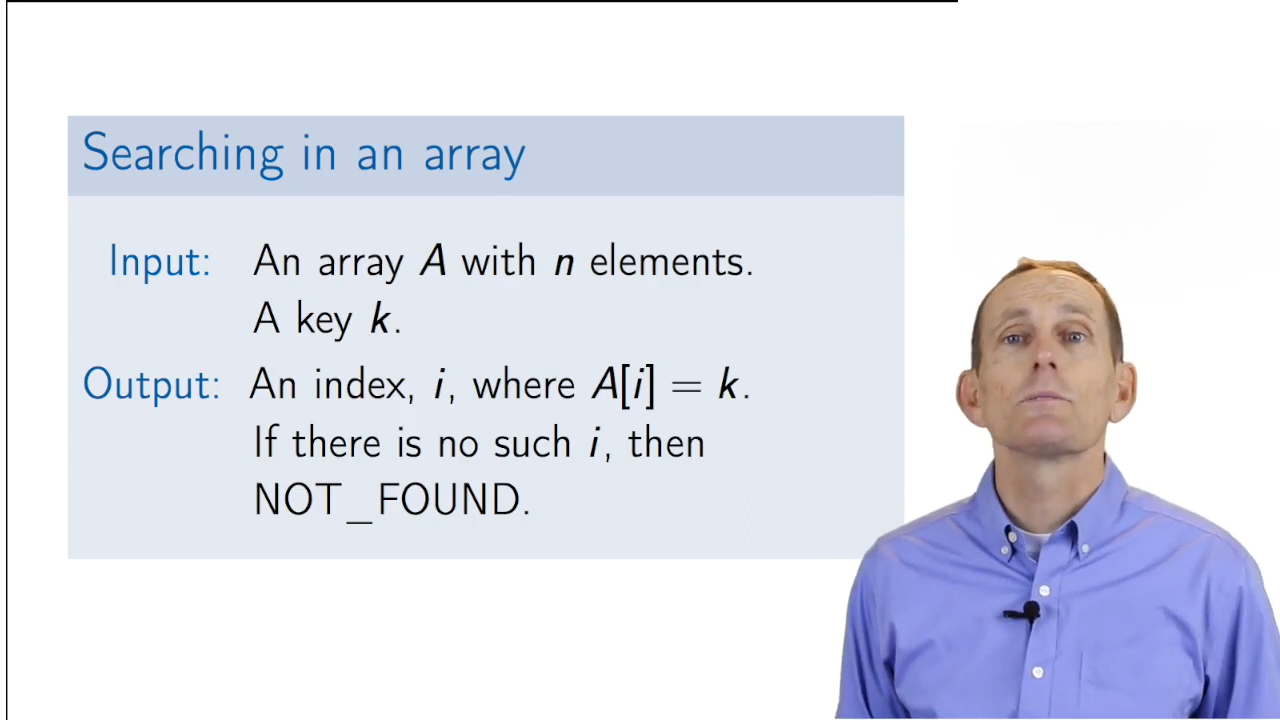 Searching in an array
Input: An array A with n elements.
A key k.
Output: An index, i, where A[i] = k.
If there is no such i, then
NOT_FOUND.